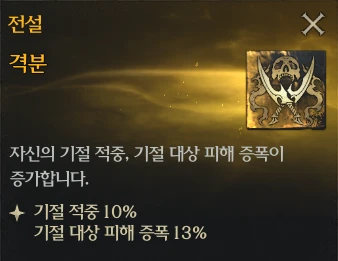 전설
격분
자신의 기절 적중, 기절 대상 피해 증폭이
증가합니다.
기절 적중 10%
기절 대상 피해 증폭 13%